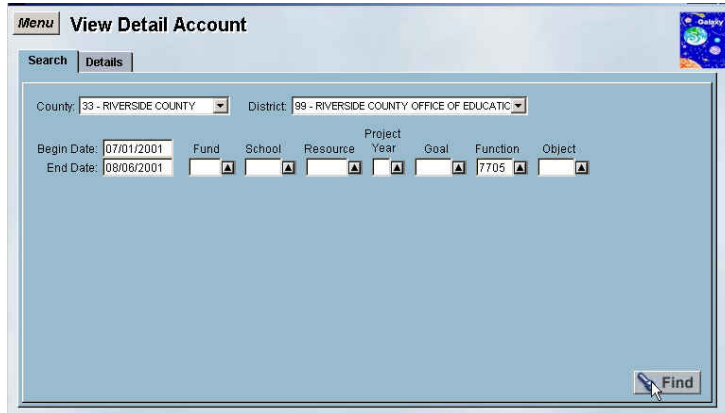 Menu View Detail Account
Galaxy
Search Details
County: 33 - RIVERSIDE COUNTY District: 99 - RIVERSIDE COUNTY OFFICE OF EDUCATIC
Project
Begin Date: 07/01/2001 Fund School Resource Year Goal Function Object
End Date: 08/06/2001 7705
Find